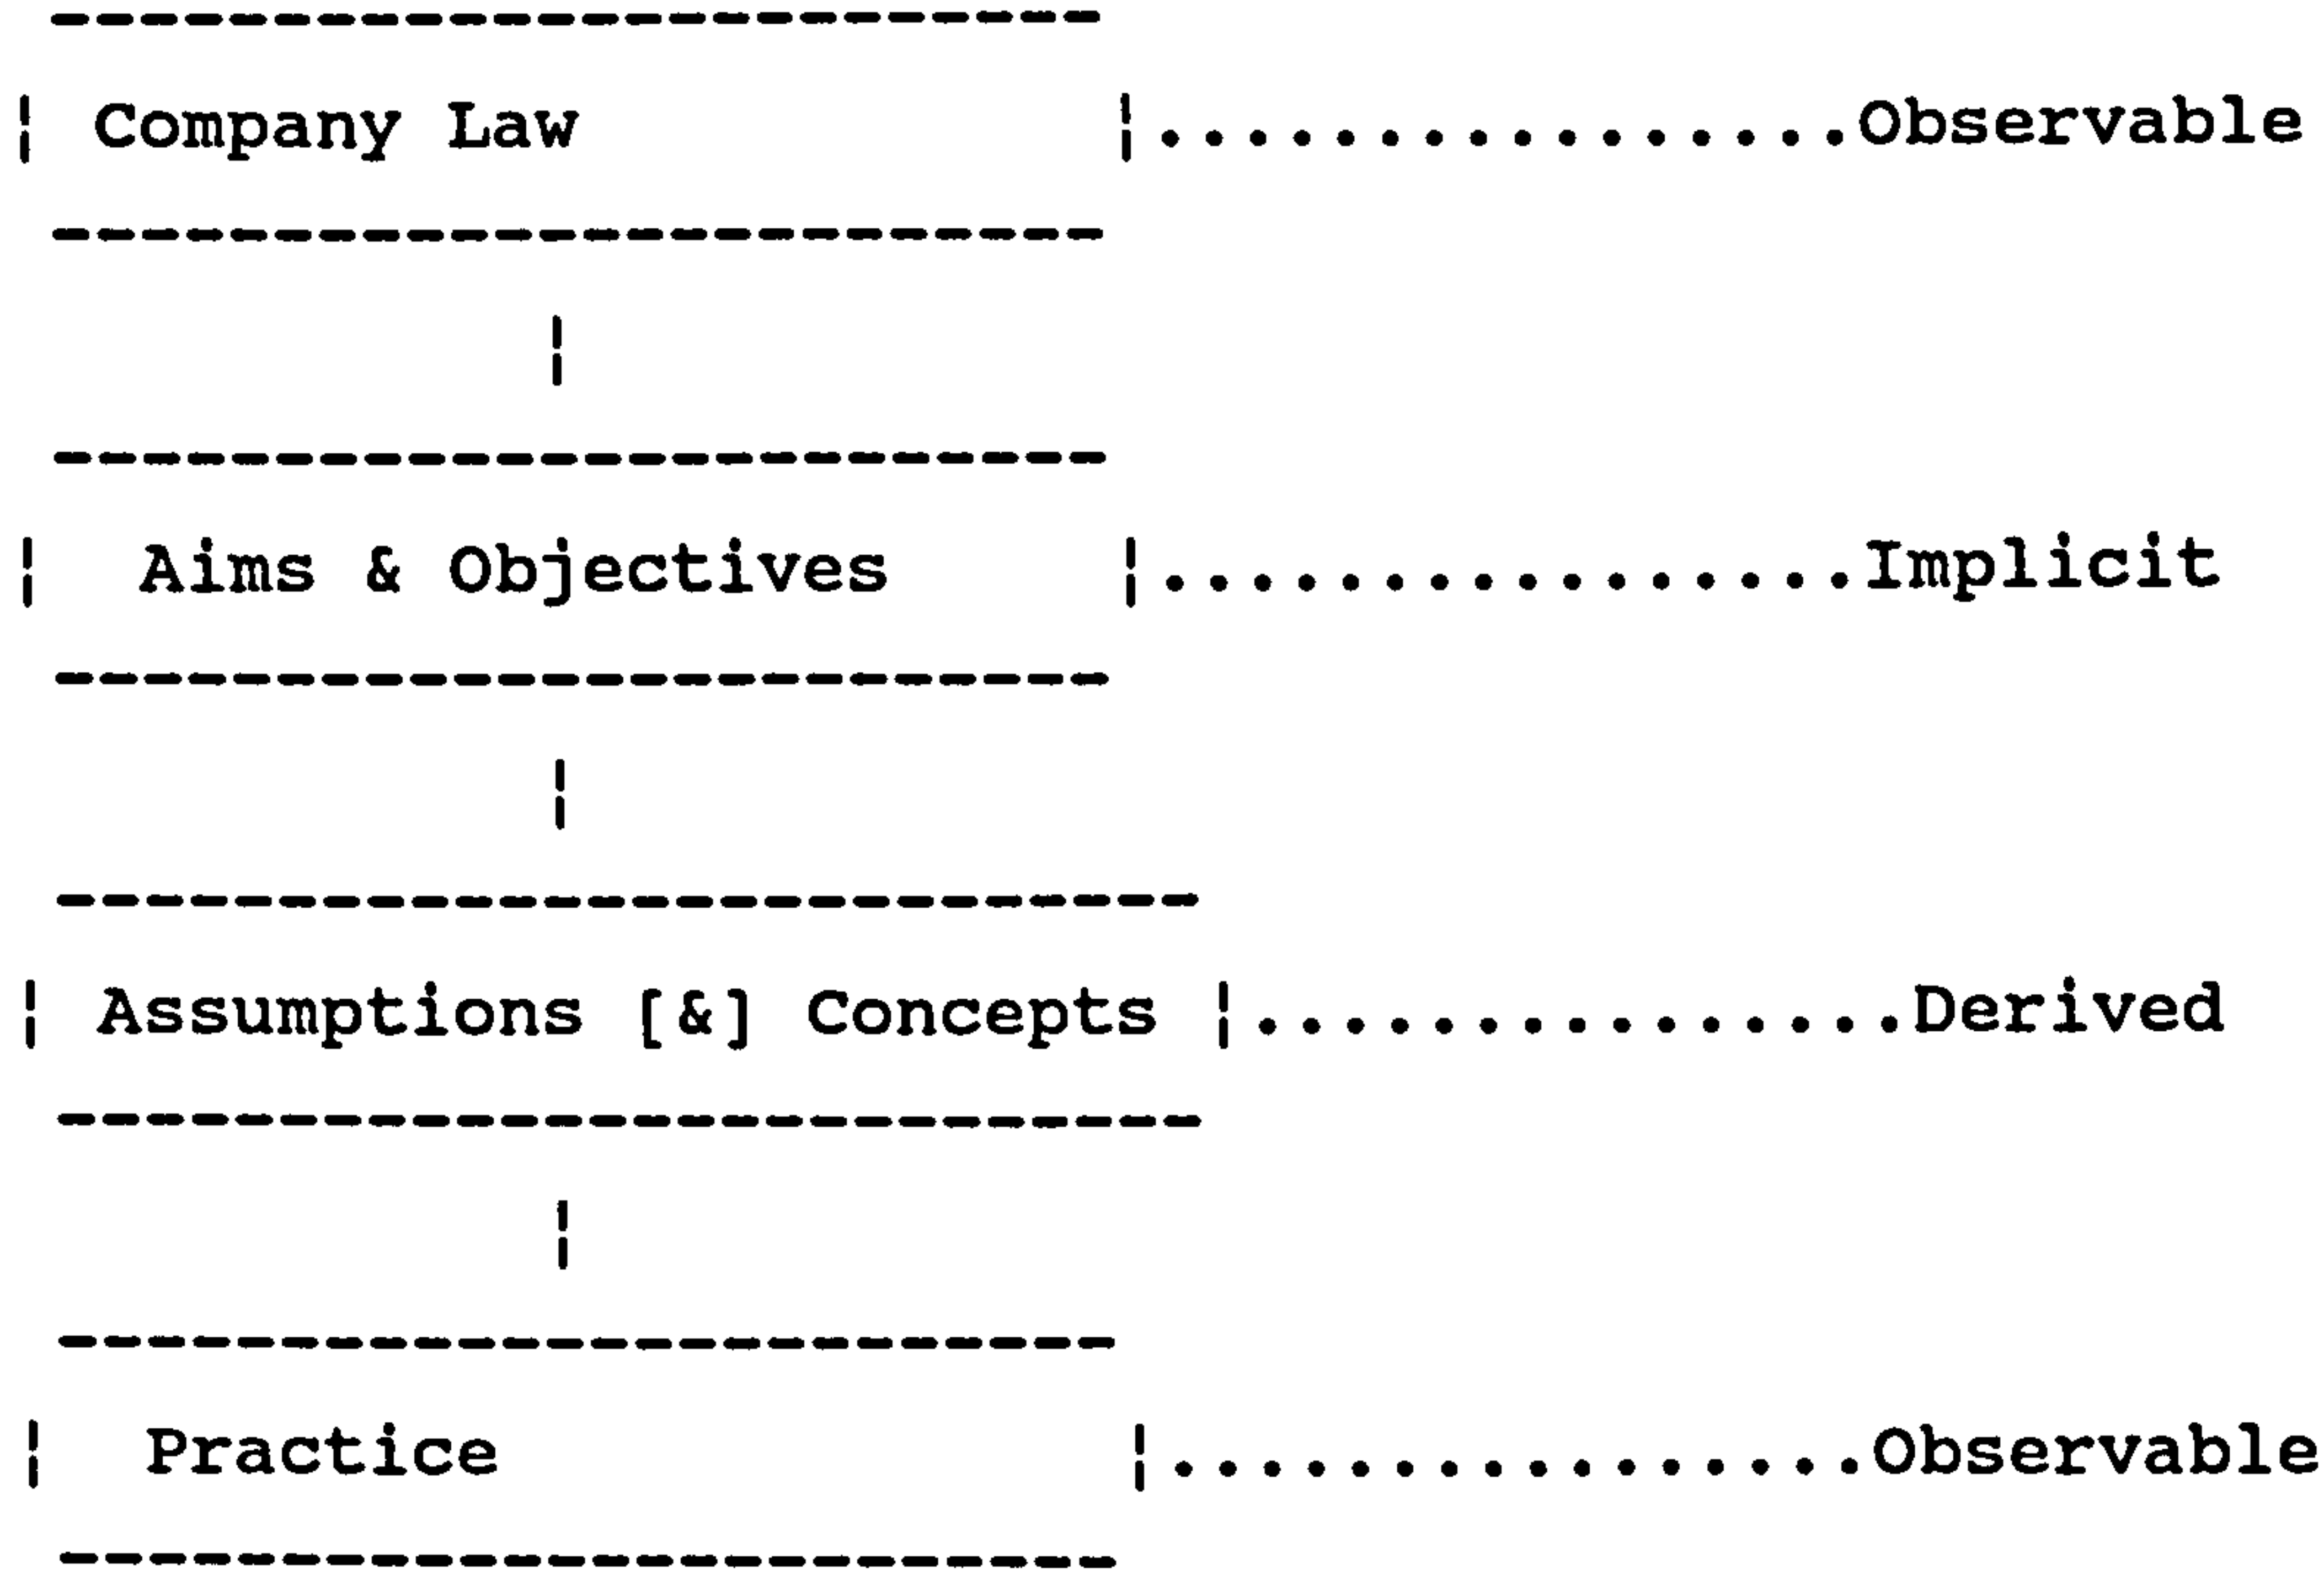 Company Law .................Observable
Aims & Objectives ................Implicit
Assumptions [&] Concepts ...............Derived
Practice ................Observable